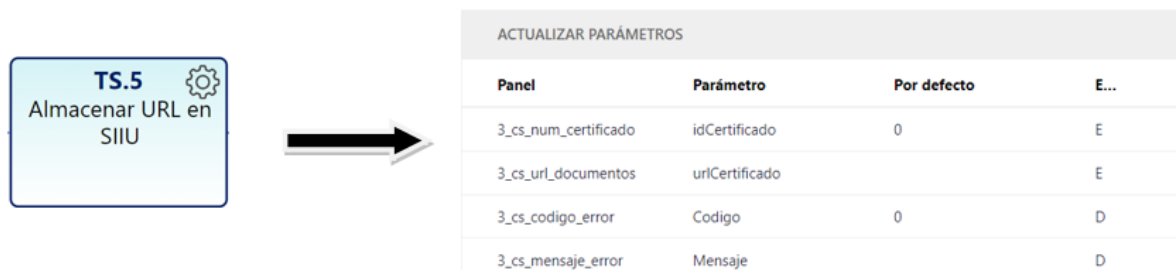 TS.5
Almacenar URL en
SIIU
ACTUALIZAR PARÁMETROS
Panel Parámetro Por defecto E...
3_cs_num_certificado idCertificado 0 E
3_cs_url_documentos urlCertificado E
3_cs_codigo_error Codigo 0 D
3_cs_mensaje_error Mensaje D